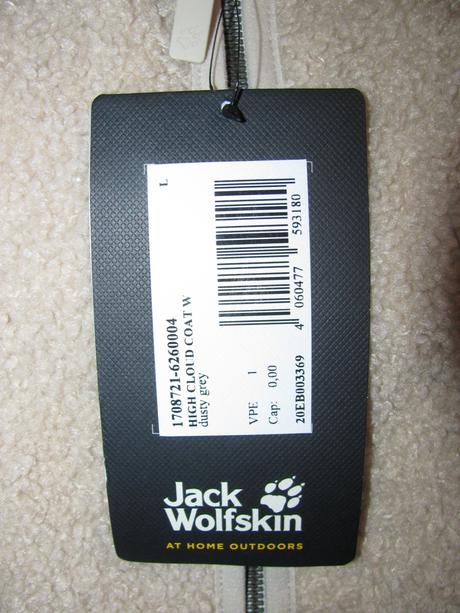 L
1708721-6260004
HIGH CLOUD COAT W
dusty grey
VPE 1
Cap: 0,00
20EB003369
4 060477 593180
Jack
Wolfskin
AT HOME OUTDOORS